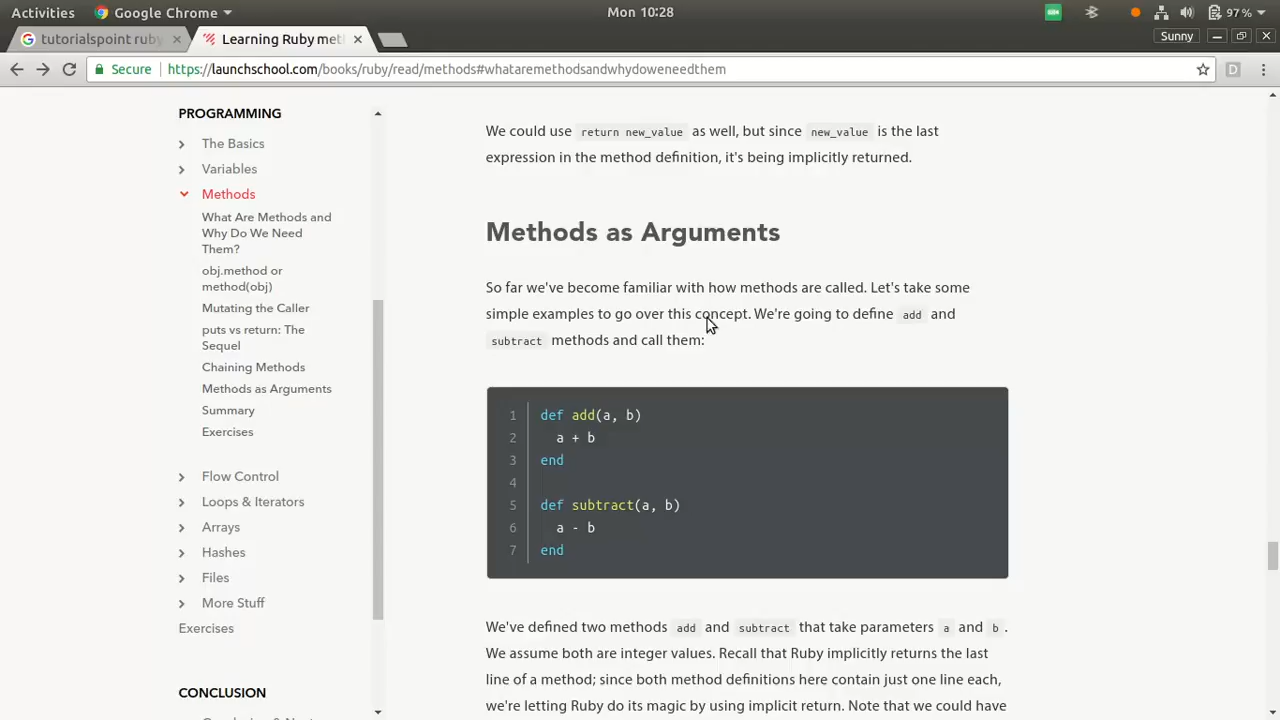 Activities Google Chrome Mon 10:28 97%
tutorialspoint ruby Learning Ruby met Sunny
Secure https://launchschool.com/books/ruby/read/methods#whataremethodsandwhydoweneedthem D
PROGRAMMING
The Basics
Variables
Methods
What Are Methods and
Why Do We Need
Them?
obj.method or
method(obj)
Mutating the Caller
puts vs return: The
Sequel
Chaining Methods
Methods as Arguments
Summary
Exercises
Flow Control
Loops & Iterators
Arrays
Hashes
Files
More Stuff
Exercises
CONCLUSION
We could use return new_value as well, but since new_value is the last
expression in the method definition, it's being implicitly returned.
Methods as Arguments
So far we've become familiar with how methods are called. Let's take some
simple examples to go over this concept. We're going to define add and
subtract methods and call them:
1 def add(a, b)
2 a + b
3 end
4
5 def subtract(a, b)
6 a - b
7 end
We've defined two methods add and subtract that take parameters a and b .
We assume both are integer values. Recall that Ruby implicitly returns the last
line of a method; since both method definitions here contain just one line each,
we're letting Ruby do its magic by using implicit return. Note that we could have